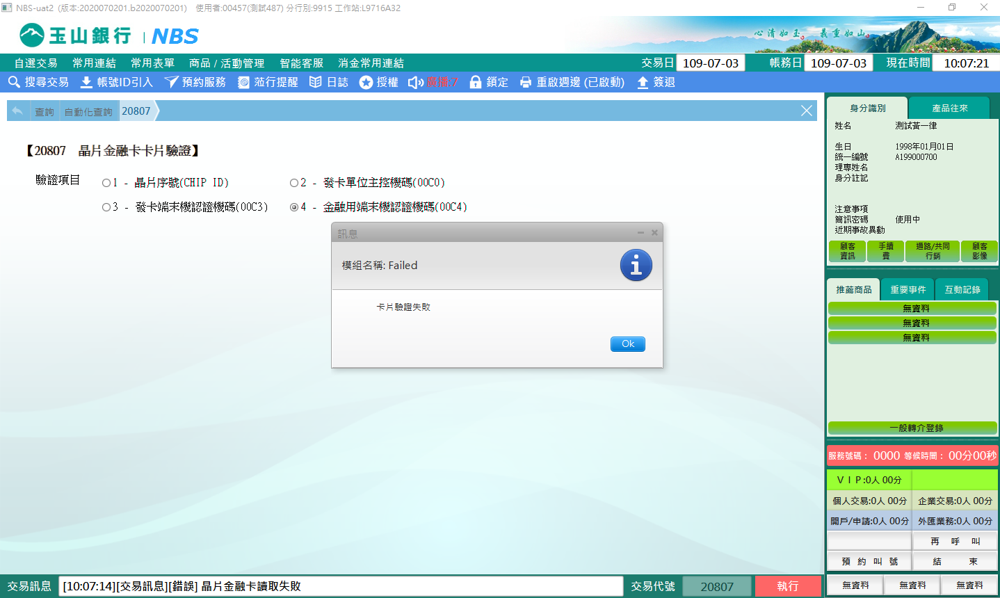 NBS-uat2 (版本:2020070201.b2020070201) 使用者:00457(測試487) 分行別:9915 工作站:L9716A32
玉山銀行 | NBS
心清如玉。義重如山。
自選交易 常用連結 常用表單 商品 / 活動管理 智能客服 消金常用連結 交易日 109-07-03 帳務日 109-07-03 現在時間 10:07:21
搜尋交易 帳號ID引入 預約服務 蒞行提醒 日誌 授權 廣播:7 鎖定 重啟週邊 (已啟動) 簽退
查詢 自動化查詢 20807
【20807 晶片金融卡卡片驗證】
驗證項目
1 - 晶片序號(CHIP ID) 2 - 發卡單位主控機碼(00C0)
3 - 發卡端末機認證機碼(00C3) 4 - 金融用端末機認證機碼(00C4)
訊息
模組名稱: Failed
卡片驗證失敗
Ok
身分識別 產品往來
姓名 測試黃一律
生日 1998年01月01日
統一編號 A199000700
理專姓名
身分註記
注意事項
簡訊密碼 使用中
近期事故異動
顧客資訊 手續費 通路/共同行銷 顧客影像
推薦商品 重要事件 互動記錄
無資料
無資料
無資料
一般轉介登錄
服務號碼： 0000 等候時間： 00分00秒
ＶＩＰ:0人 00分
個人交易:0人 00分 企業交易:0人 00分
開戶/申請:0人 00分 外匯業務:0人 00分
再 呼 叫
預 約 叫 號 結 束
無資料 無資料 無資料
交易訊息 [10:07:14][交易訊息][錯誤] 晶片金融卡讀取失敗 交易代號 20807 執行